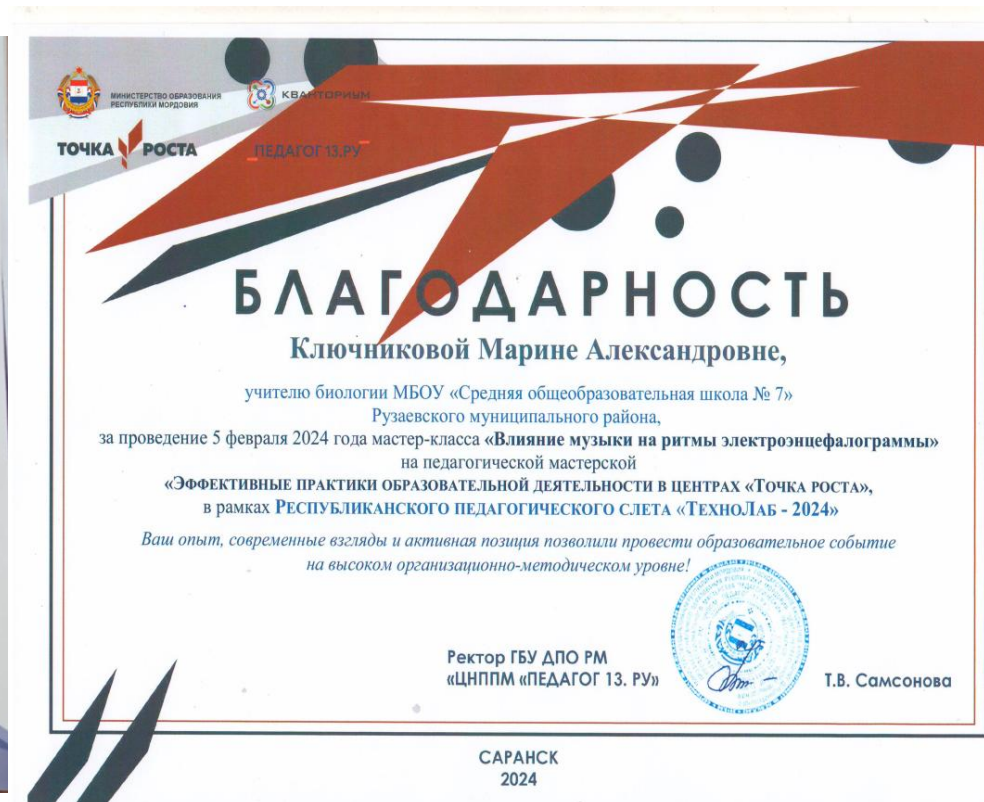 МИНИСТЕРСТВО ОБРАЗОВАНИЯ
РЕСПУБЛИКИ МОРДОВИЯ
КВАНТОРИУМ
ТОЧКА РОСТА
ПЕДАГОГ 13.РУ
БЛАГОДАРНОСТЬ
Ключниковой Марине Александровне,
учителю биологии МБОУ «Средняя общеобразовательная школа № 7»
Рузаевского муниципального района,
за проведение 5 февраля 2024 года мастер-класса «Влияние музыки на ритмы электроэнцефалограммы»
на педагогической мастерской
«Эффективные практики образовательной деятельности в центрах «Точка роста»,
в рамках Республиканского педагогического слета «ТехноЛаб - 2024»
Ваш опыт, современные взгляды и активная позиция позволили провести образовательное событие
на высоком организационно-методическом уровне!
Ректор ГБУ ДПО РМ
«ЦНППМ «ПЕДАГОГ 13. РУ»
Т.В. Самсонова
САРАНСК
2024